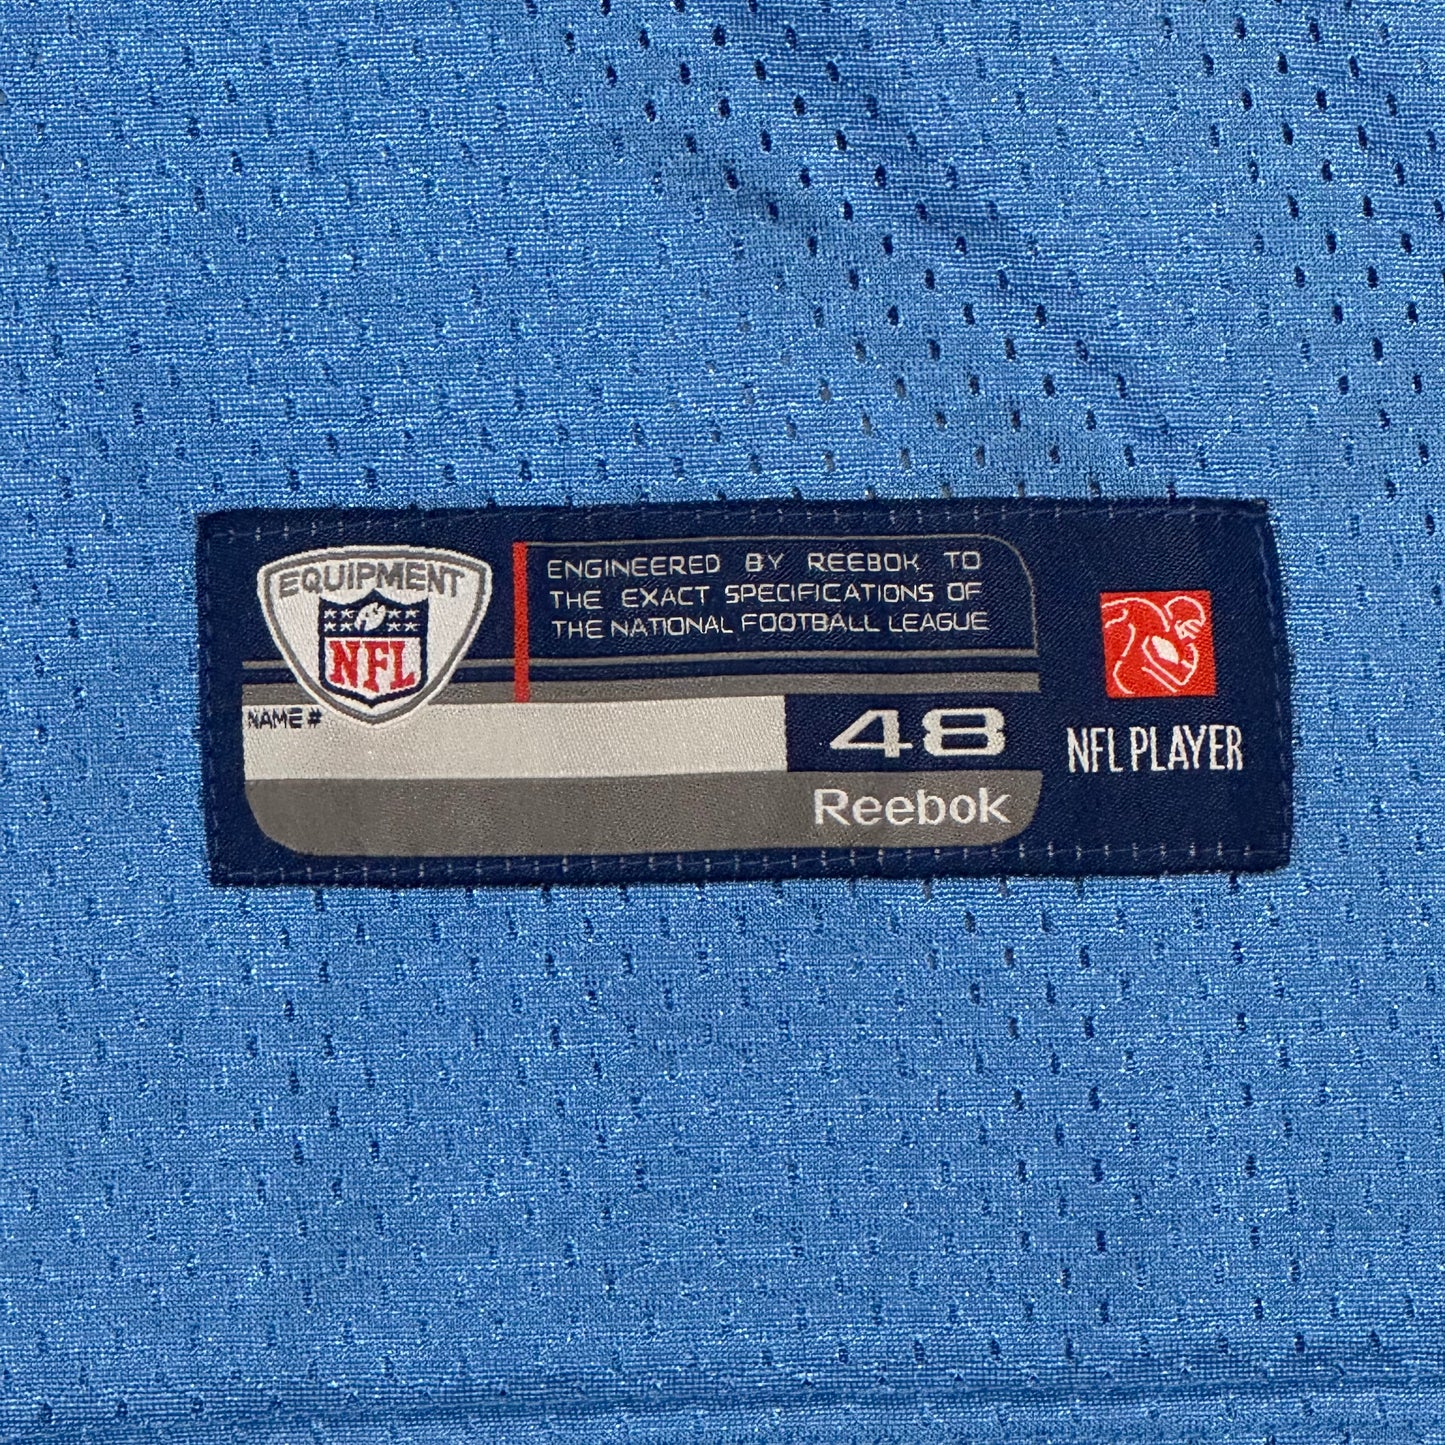 EQUIPMENT
NFL
ENGINEERED BY REEBOK TO
THE EXACT SPECIFICATIONS OF
THE NATIONAL FOOTBALL LEAGUE
NAME #
48
Reebok
NFL PLAYER